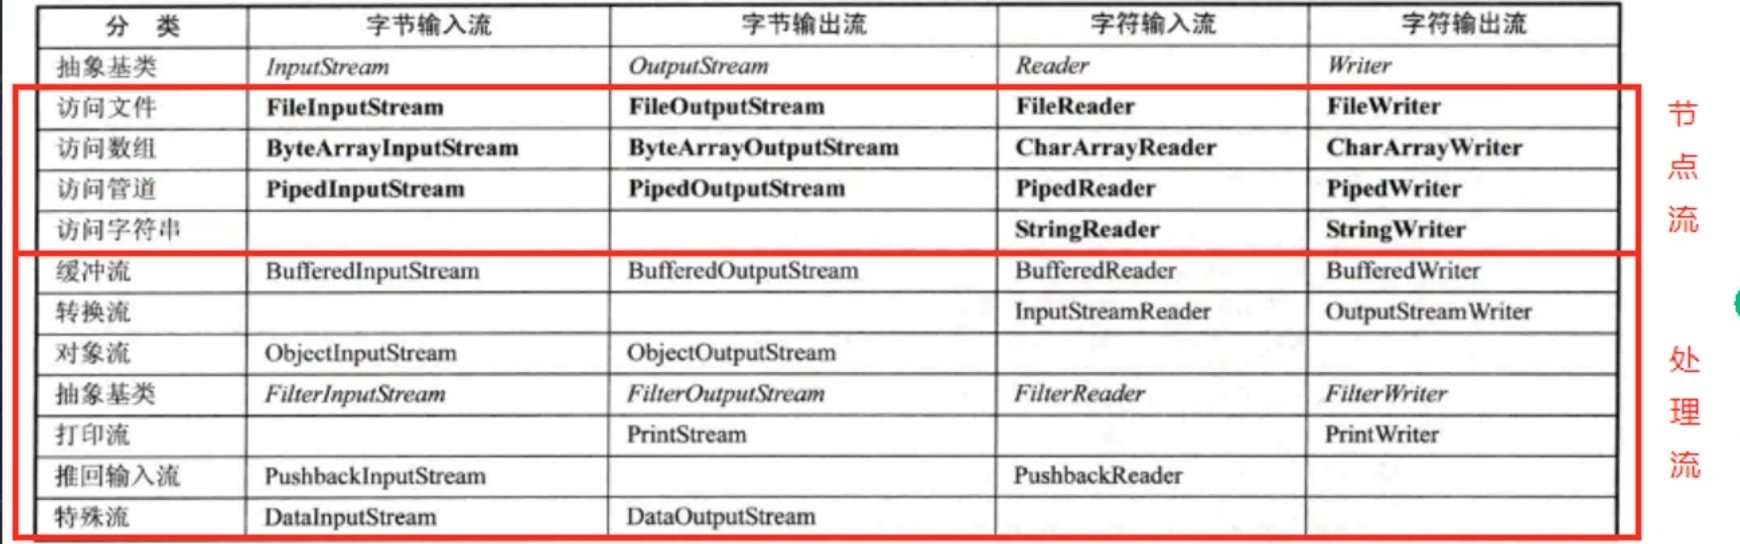 分 类 字节输入流 字节输出流 字符输入流 字符输出流
抽象基类 InputStream OutputStream Reader Writer
访问文件 FileInputStream FileOutputStream FileReader FileWriter
访问数组 ByteArrayInputStream ByteArrayOutputStream CharArrayReader CharArrayWriter
访问管道 PipedInputStream PipedOutputStream PipedReader PipedWriter
访问字符串 StringReader StringWriter
缓冲流 BufferedInputStream BufferedOutputStream BufferedReader BufferedWriter
转换流 InputStreamReader OutputStreamWriter
对象流 ObjectInputStream ObjectOutputStream
抽象基类 FilterInputStream FilterOutputStream FilterReader FilterWriter
打印流 PrintStream PrintWriter
推回输入流 PushbackInputStream PushbackReader
特殊流 DataInputStream DataOutputStream
节
点
流
处
理
流